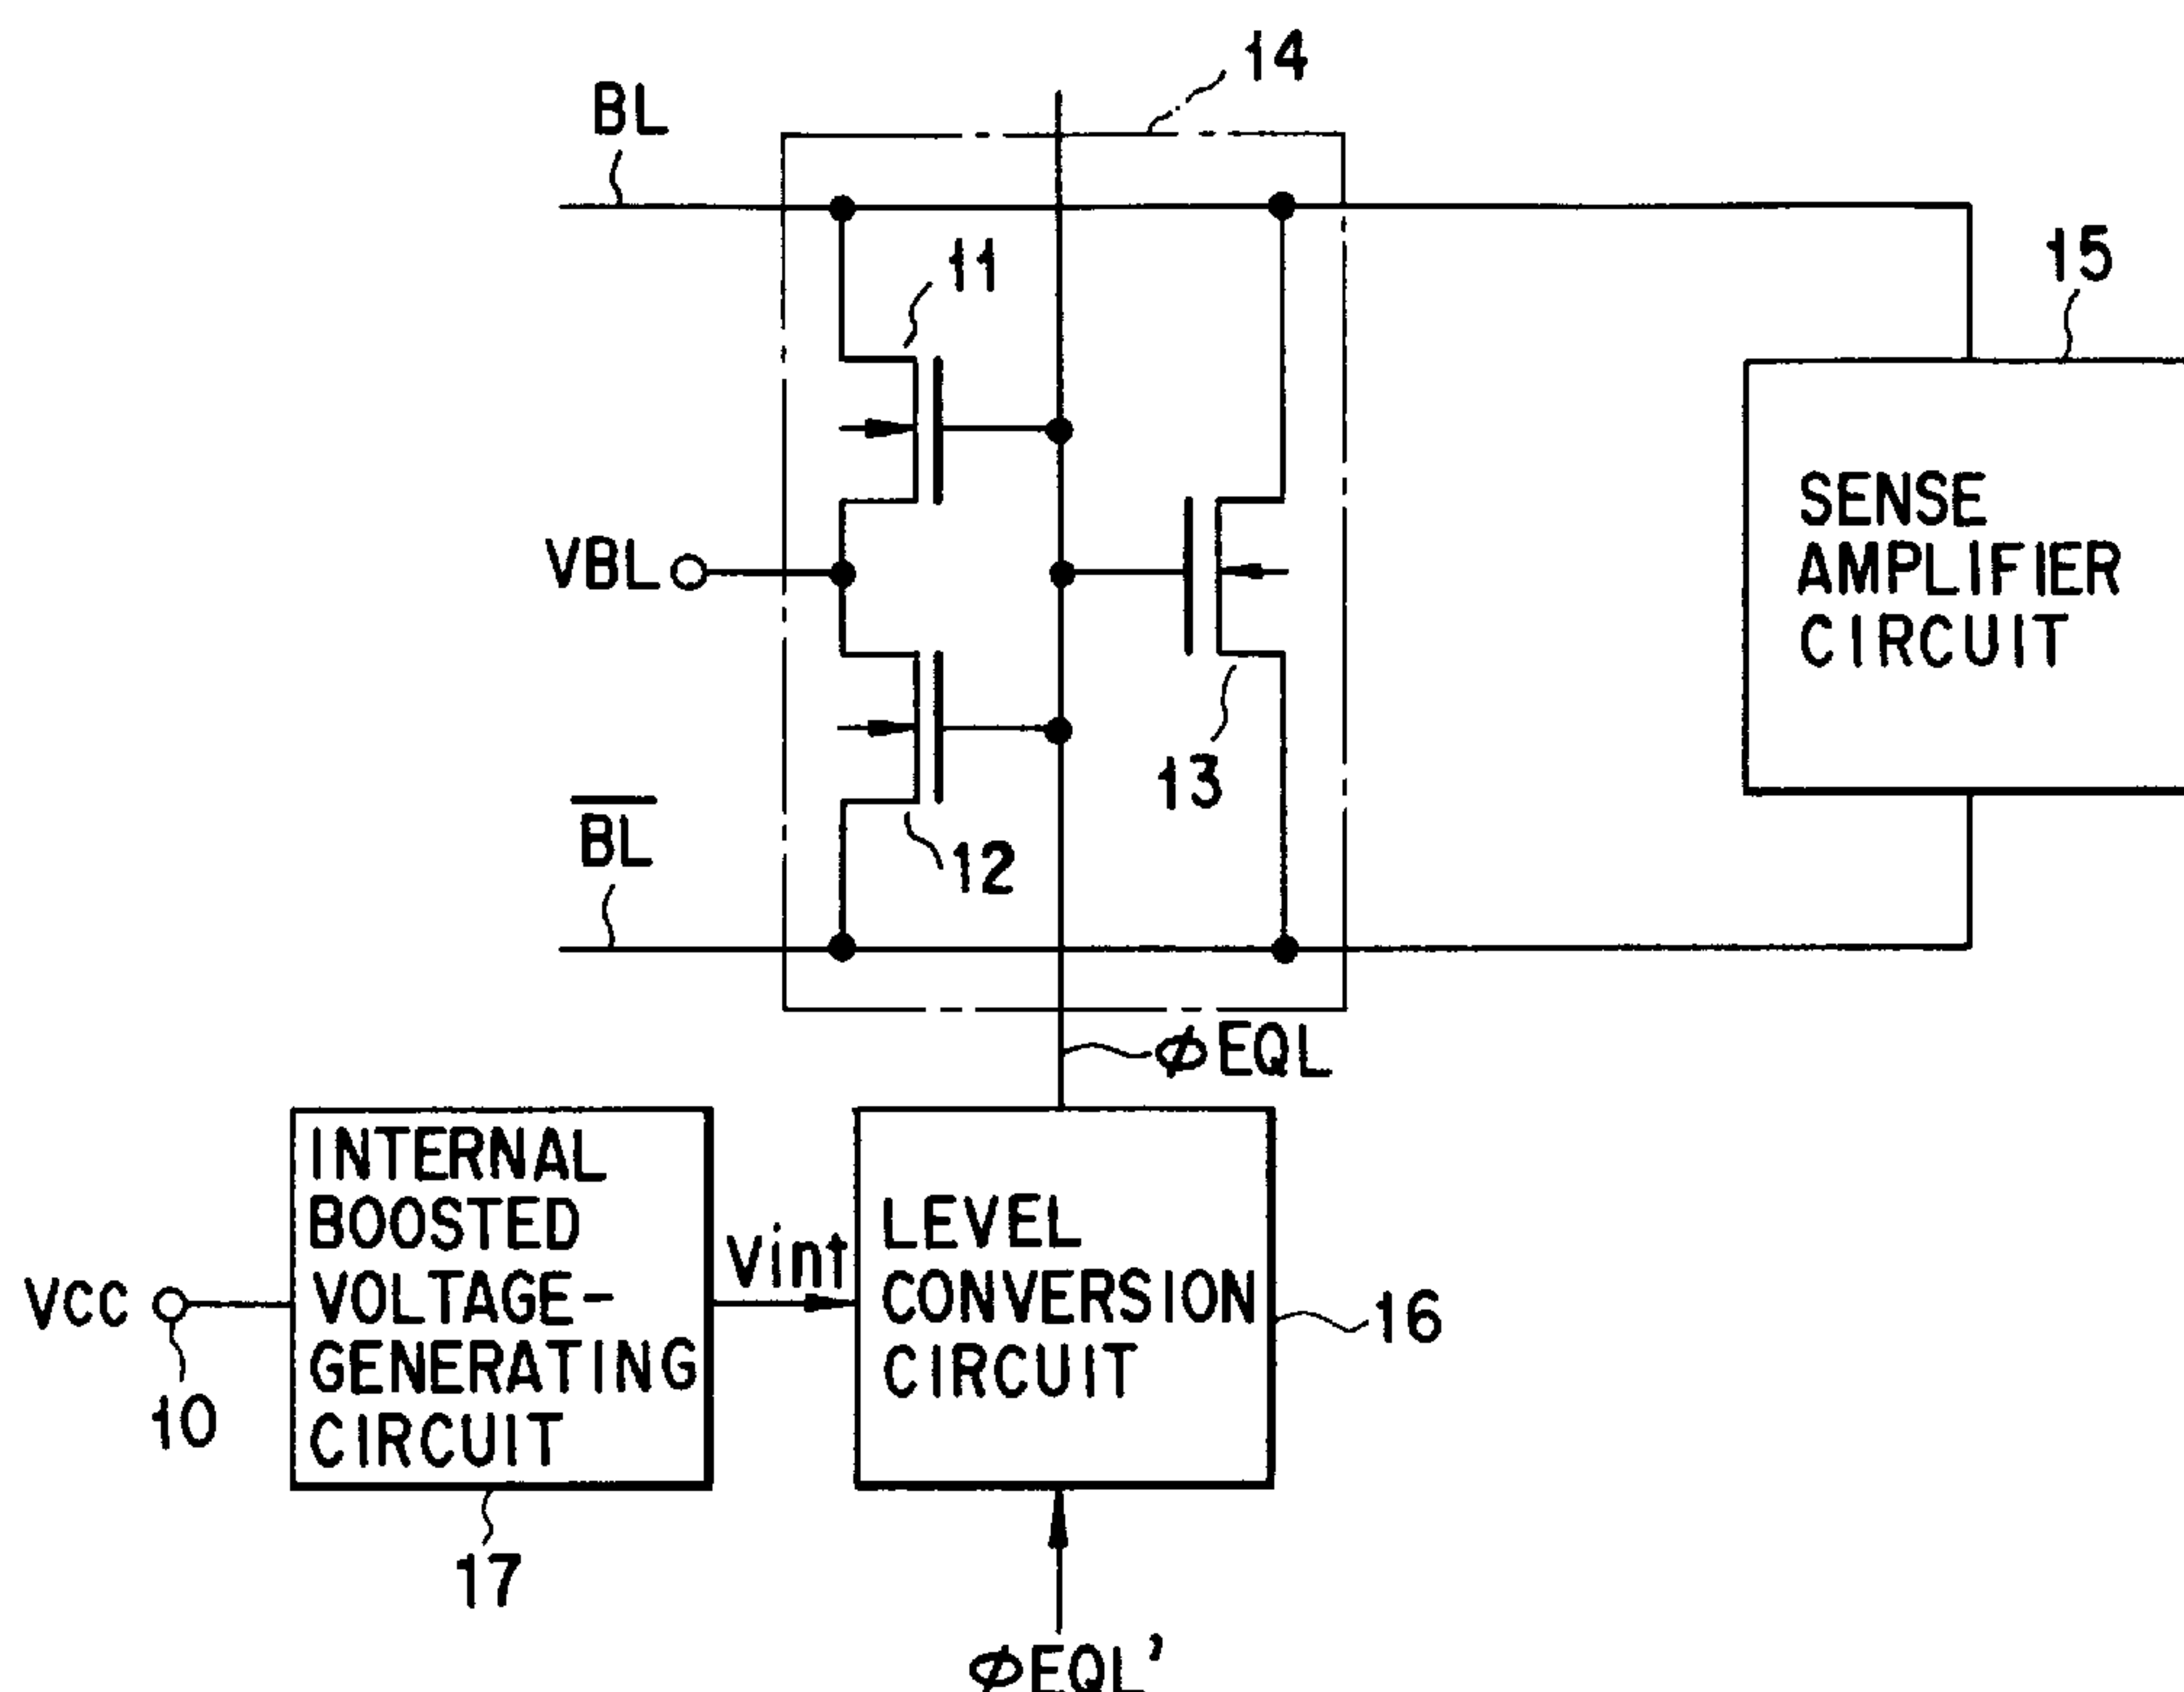 14
BL
15
11
SENSE
AMPLIFIER
CIRCUIT
VBL
13
B̅L̅
12
φEQL
INTERNAL
BOOSTED
VOLTAGE-
GENERATING
CIRCUIT
Vint
LEVEL
CONVERSION
CIRCUIT
VCC
16
10
17
φEQL'